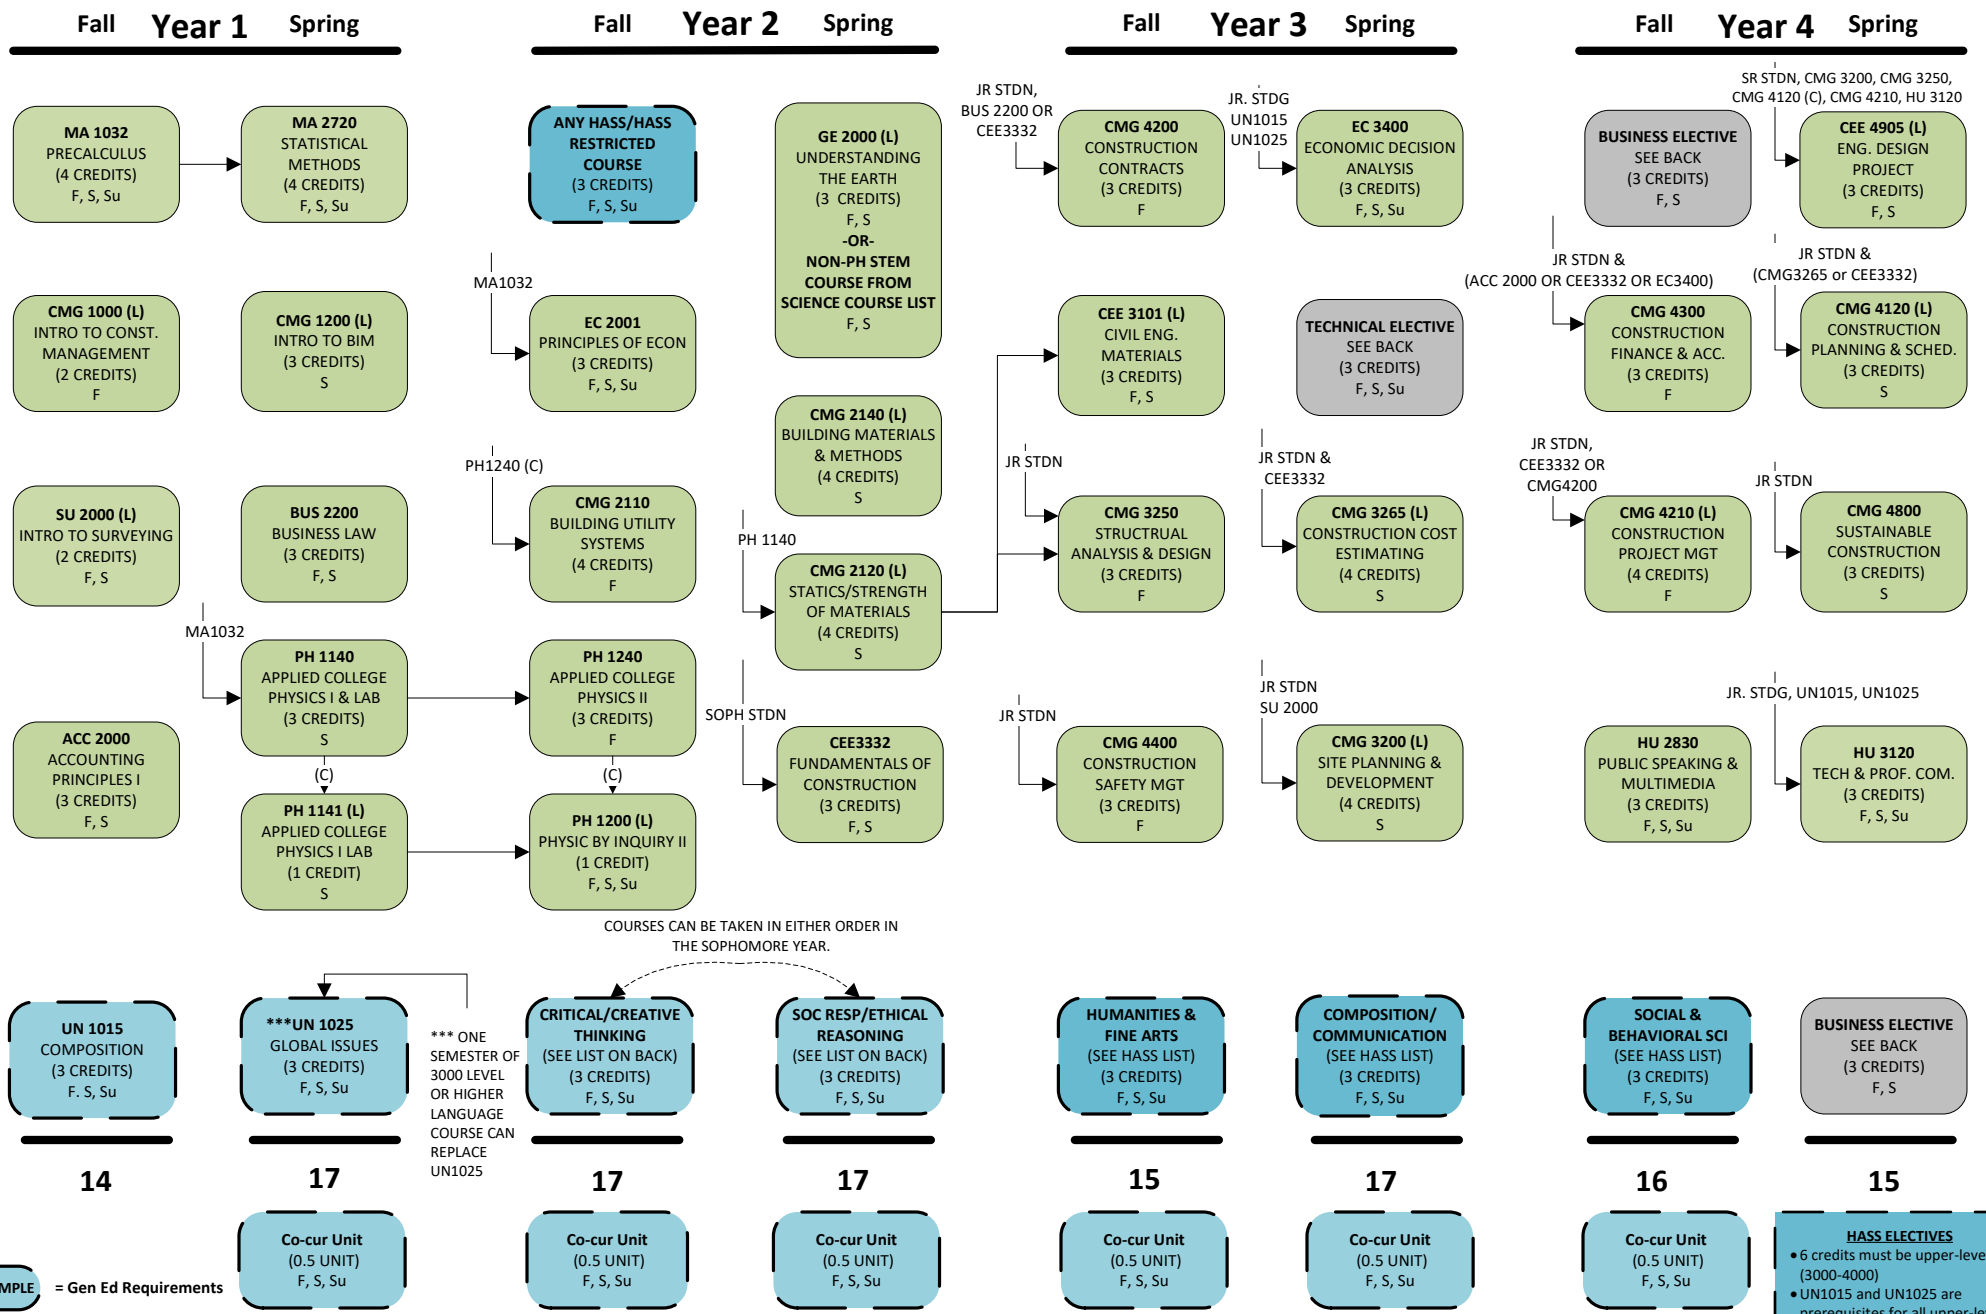 Fall Year 1 Spring
Fall Year 2 Spring
Fall Year 3 Spring
Fall Year 4 Spring
MA 1032
PRECALCULUS
(4 CREDITS)
F, S, Su
CMG 1000 (L)
INTRO TO CONST.
MANAGEMENT
(2 CREDITS)
F
SU 2000 (L)
INTRO TO SURVEYING
(2 CREDITS)
F, S
ACC 2000
ACCOUNTING
PRINCIPLES I
(3 CREDITS)
F, S
UN 1015
COMPOSITION
(3 CREDITS)
F. S, Su
14
MA 2720
STATISTICAL
METHODS
(4 CREDITS)
F, S, Su
CMG 1200 (L)
INTRO TO BIM
(3 CREDITS)
S
BUS 2200
BUSINESS LAW
(3 CREDITS)
F, S
MA1032
PH 1140
APPLIED COLLEGE
PHYSICS I & LAB
(3 CREDITS)
S
(C)
PH 1141 (L)
APPLIED COLLEGE
PHYSICS I LAB
(1 CREDIT)
S
***UN 1025
GLOBAL ISSUES
(3 CREDITS)
F, S, Su
*** ONE
SEMESTER OF
3000 LEVEL
OR HIGHER
LANGUAGE
COURSE CAN
REPLACE
UN1025
17
Co-cur Unit
(0.5 UNIT)
F, S, Su
ANY HASS/HASS
RESTRICTED
COURSE
(3 CREDITS)
F, S, Su
MA1032
EC 2001
PRINCIPLES OF ECON
(3 CREDITS)
F, S, Su
PH1240 (C)
CMG 2110
BUILDING UTILITY
SYSTEMS
(4 CREDITS)
F
PH 1240
APPLIED COLLEGE
PHYSICS II
(3 CREDITS)
F
(C)
PH 1200 (L)
PHYSIC BY INQUIRY II
(1 CREDIT)
F, S, Su
COURSES CAN BE TAKEN IN EITHER ORDER IN
THE SOPHOMORE YEAR.
CRITICAL/CREATIVE
THINKING
(SEE LIST ON BACK)
(3 CREDITS)
F, S, Su
17
Co-cur Unit
(0.5 UNIT)
F, S, Su
GE 2000 (L)
UNDERSTANDING
THE EARTH
(3 CREDITS)
F, S
-OR-
NON-PH STEM
COURSE FROM
SCIENCE COURSE LIST
F, S
CMG 2140 (L)
BUILDING MATERIALS
& METHODS
(4 CREDITS)
S
PH 1140
CMG 2120 (L)
STATICS/STRENGTH
OF MATERIALS
(4 CREDITS)
S
SOPH STDN
CEE3332
FUNDAMENTALS OF
CONSTRUCTION
(3 CREDITS)
F, S
SOC RESP/ETHICAL
REASONING
(SEE LIST ON BACK)
(3 CREDITS)
F, S, Su
17
Co-cur Unit
(0.5 UNIT)
F, S, Su
JR STDN,
BUS 2200 OR
CEE3332
CMG 4200
CONSTRUCTION
CONTRACTS
(3 CREDITS)
F
CEE 3101 (L)
CIVIL ENG.
MATERIALS
(3 CREDITS)
F, S
JR STDN
CMG 3250
STRUCTRUAL
ANALYSIS & DESIGN
(3 CREDITS)
F
JR STDN
CMG 4400
CONSTRUCTION
SAFETY MGT
(3 CREDITS)
F
HUMANITIES &
FINE ARTS
(SEE HASS LIST)
(3 CREDITS)
F, S, Su
15
Co-cur Unit
(0.5 UNIT)
F, S, Su
JR. STDG
UN1015
UN1025
EC 3400
ECONOMIC DECISION
ANALYSIS
(3 CREDITS)
F, S, Su
TECHNICAL ELECTIVE
SEE BACK
(3 CREDITS)
F, S, Su
JR STDN &
CEE3332
CMG 3265 (L)
CONSTRUCTION COST
ESTIMATING
(4 CREDITS)
S
JR STDN
SU 2000
CMG 3200 (L)
SITE PLANNING &
DEVELOPMENT
(4 CREDITS)
S
COMPOSITION/
COMMUNICATION
(SEE HASS LIST)
(3 CREDITS)
F, S, Su
17
Co-cur Unit
(0.5 UNIT)
F, S, Su
BUSINESS ELECTIVE
SEE BACK
(3 CREDITS)
F, S
JR STDN &
(ACC 2000 OR CEE3332 OR EC3400)
CMG 4300
CONSTRUCTION
FINANCE & ACC.
(3 CREDITS)
F
JR STDN,
CEE3332 OR
CMG4200
CMG 4210 (L)
CONSTRUCTION
PROJECT MGT
(4 CREDITS)
F
HU 2830
PUBLIC SPEAKING &
MULTIMEDIA
(3 CREDITS)
F, S, Su
SOCIAL &
BEHAVIORAL SCI
(SEE HASS LIST)
(3 CREDITS)
F, S, Su
16
Co-cur Unit
(0.5 UNIT)
F, S, Su
SR STDN, CMG 3200, CMG 3250,
CMG 4120 (C), CMG 4210, HU 3120
CEE 4905 (L)
ENG. DESIGN
PROJECT
(3 CREDITS)
F, S
JR STDN &
(CMG3265 or CEE3332)
CMG 4120 (L)
CONSTRUCTION
PLANNING & SCHED.
(3 CREDITS)
S
JR STDN
CMG 4800
SUSTAINABLE
CONSTRUCTION
(3 CREDITS)
S
JR. STDG, UN1015, UN1025
HU 3120
TECH & PROF. COM.
(3 CREDITS)
F, S, Su
BUSINESS ELECTIVE
SEE BACK
(3 CREDITS)
F, S
15
HASS ELECTIVES
• 6 credits must be upper-leve
(3000-4000)
• UN1015 and UN1025 are
prerequisites for all upper-le
MPLE = Gen Ed Requirements